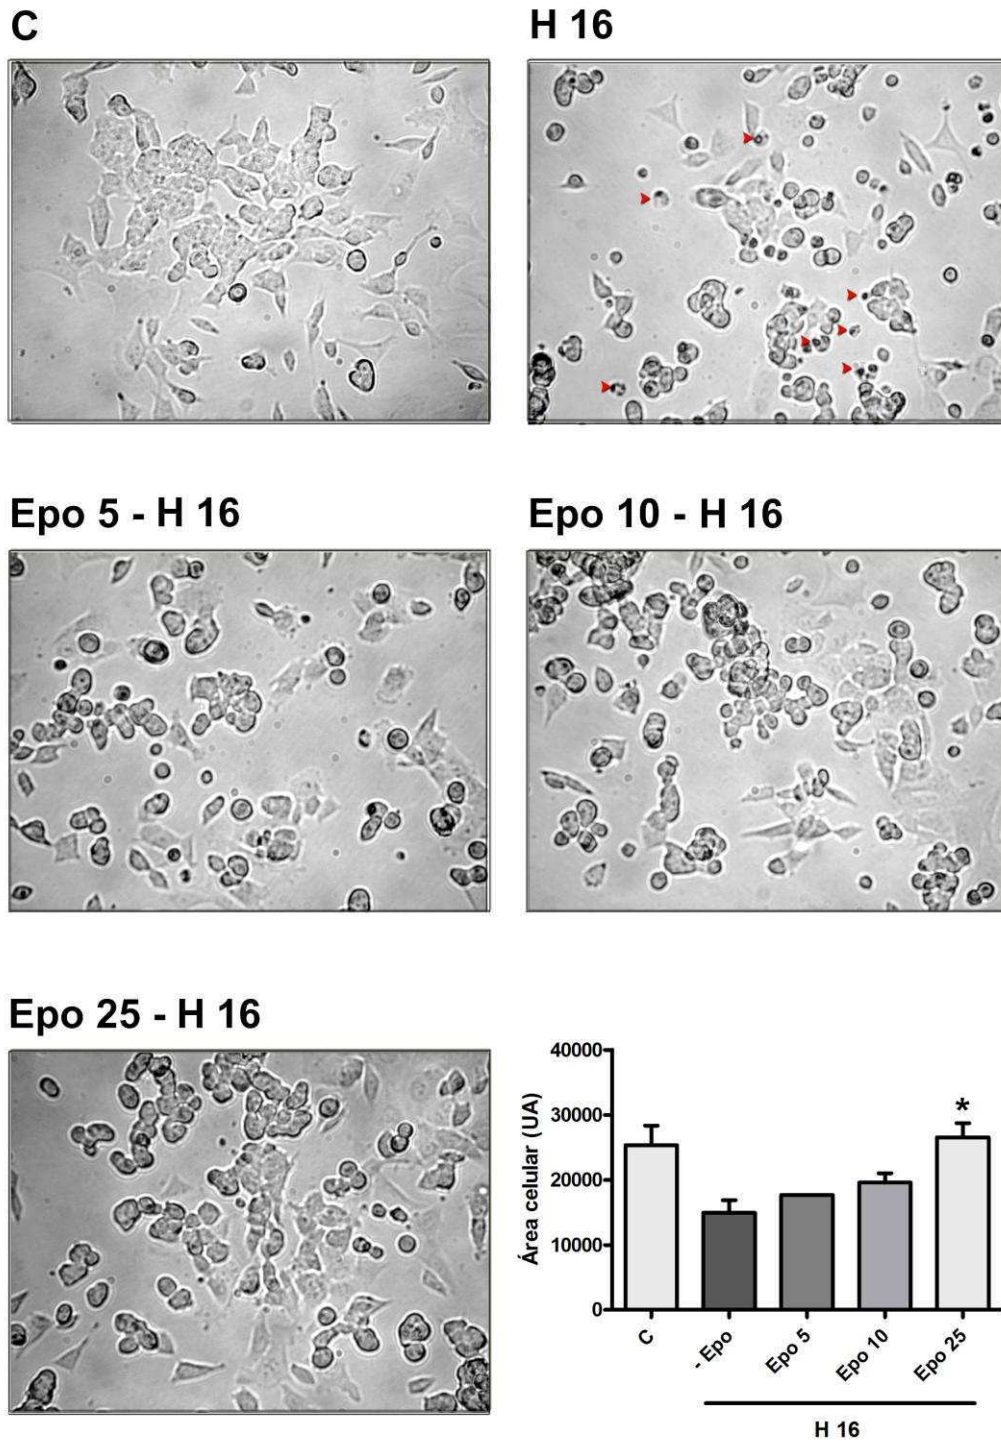 C
H 16
Epo 5 - H 16
Epo 10 - H 16
Epo 25 - H 16
Área celular (UA)
40000
30000
20000
10000
0
*
C
- Epo
Epo 5
Epo 10
Epo 25
H 16